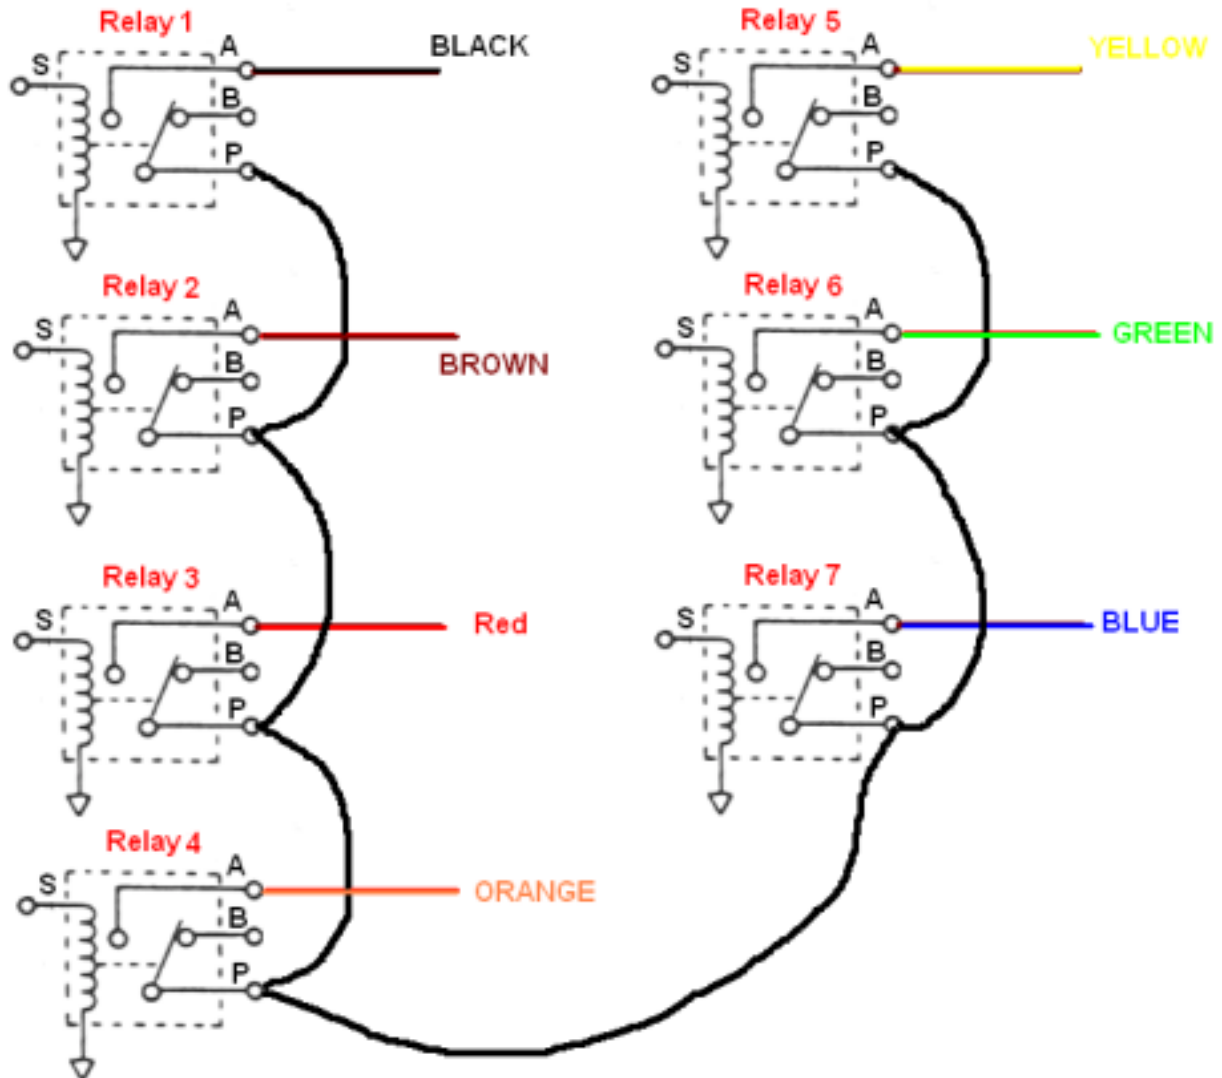 Relay 1
S
A
BLACK
B
P
Relay 2
S
A
BROWN
B
P
Relay 3
S
A
Red
B
P
Relay 4
S
A
ORANGE
B
P
Relay 5
S
A
YELLOW
B
P
Relay 6
S
A
GREEN
B
P
Relay 7
S
A
BLUE
B
P